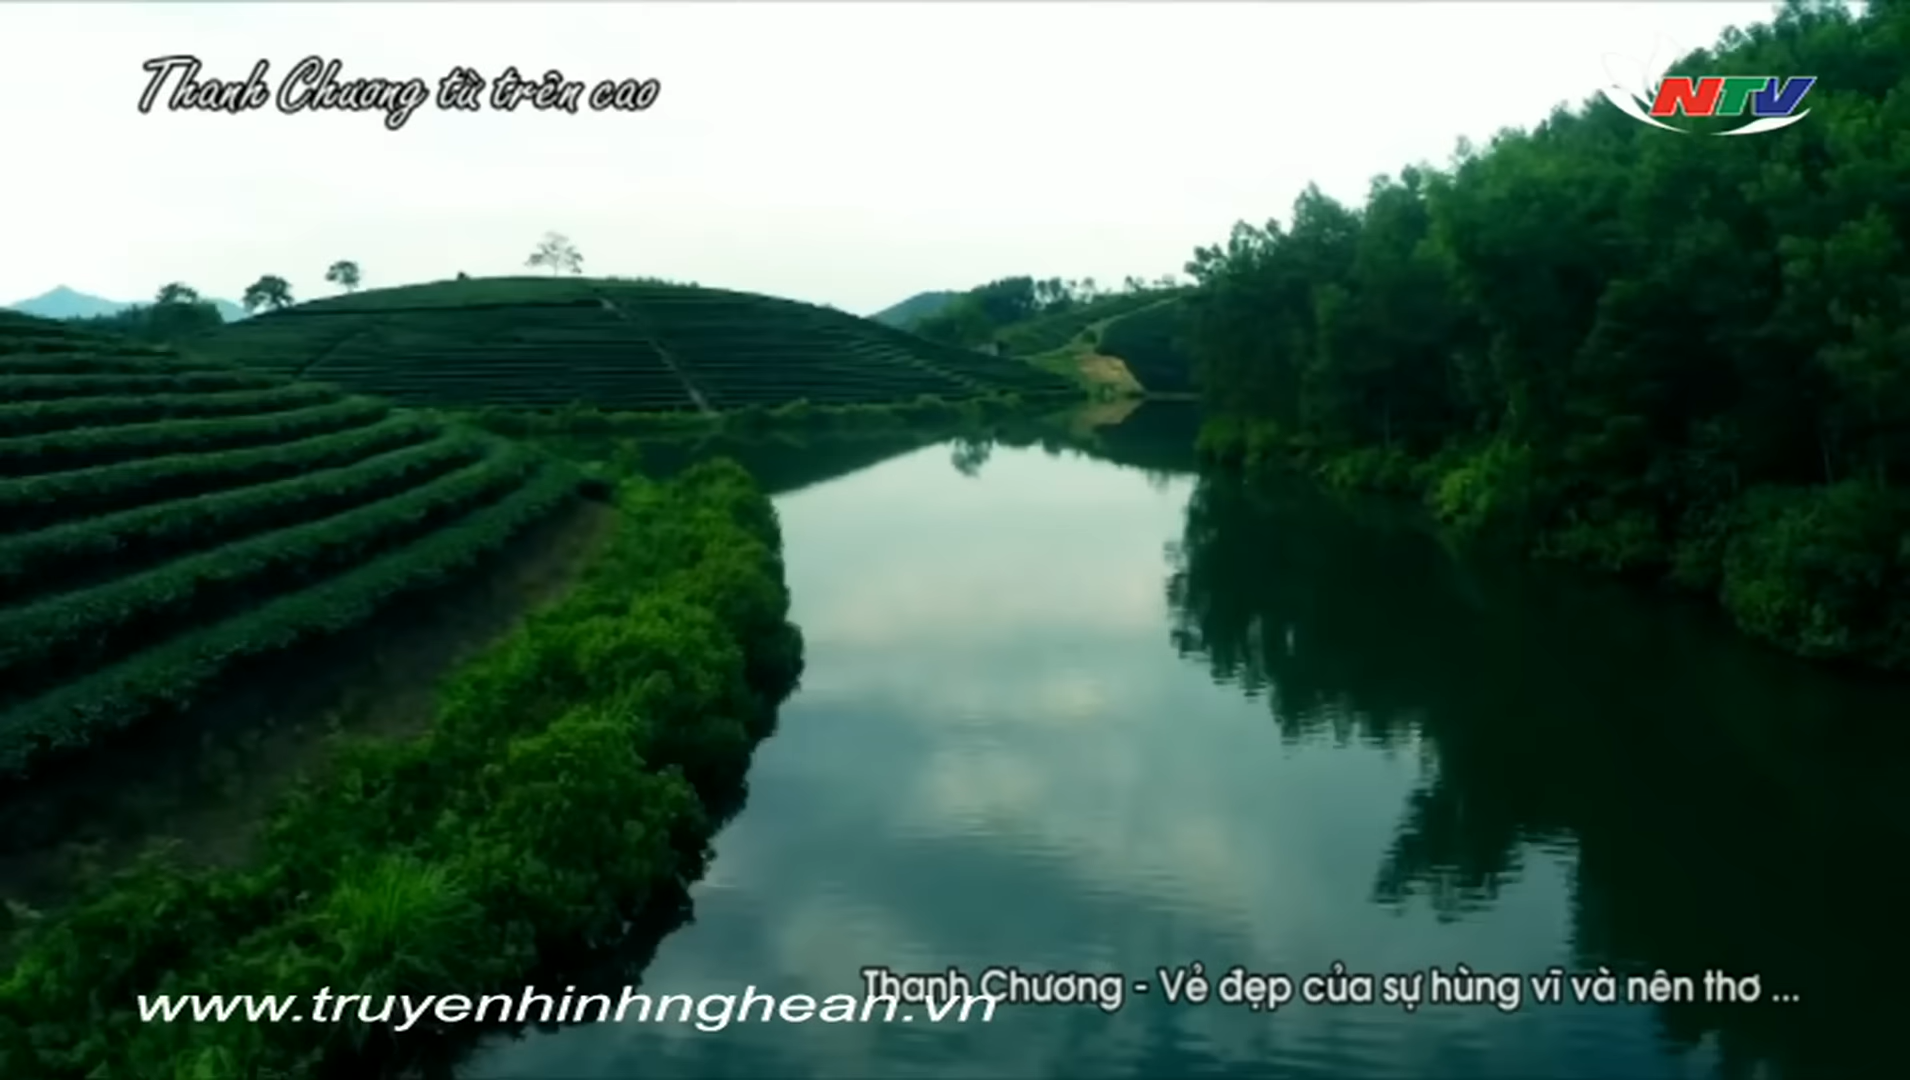 Thanh Chương từ trên cao
NTV
Thanh Chương - Vẻ đẹp của sự hùng vĩ và nên thơ ...
www.truyenhinhnghean.vn